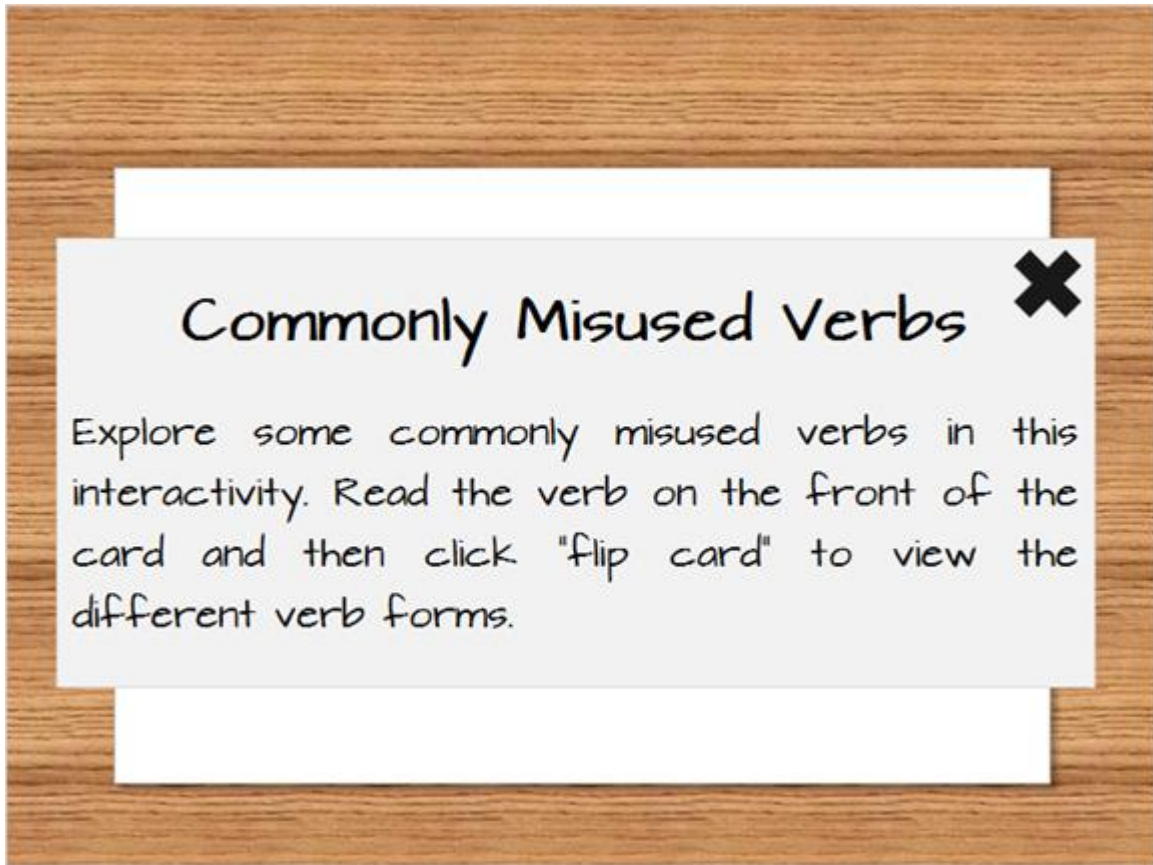 Commonly Misused Verbs
Explore some commonly misused verbs in this
interactivity. Read the verb on the front of the
card and then click "flip card" to view the
different verb forms.